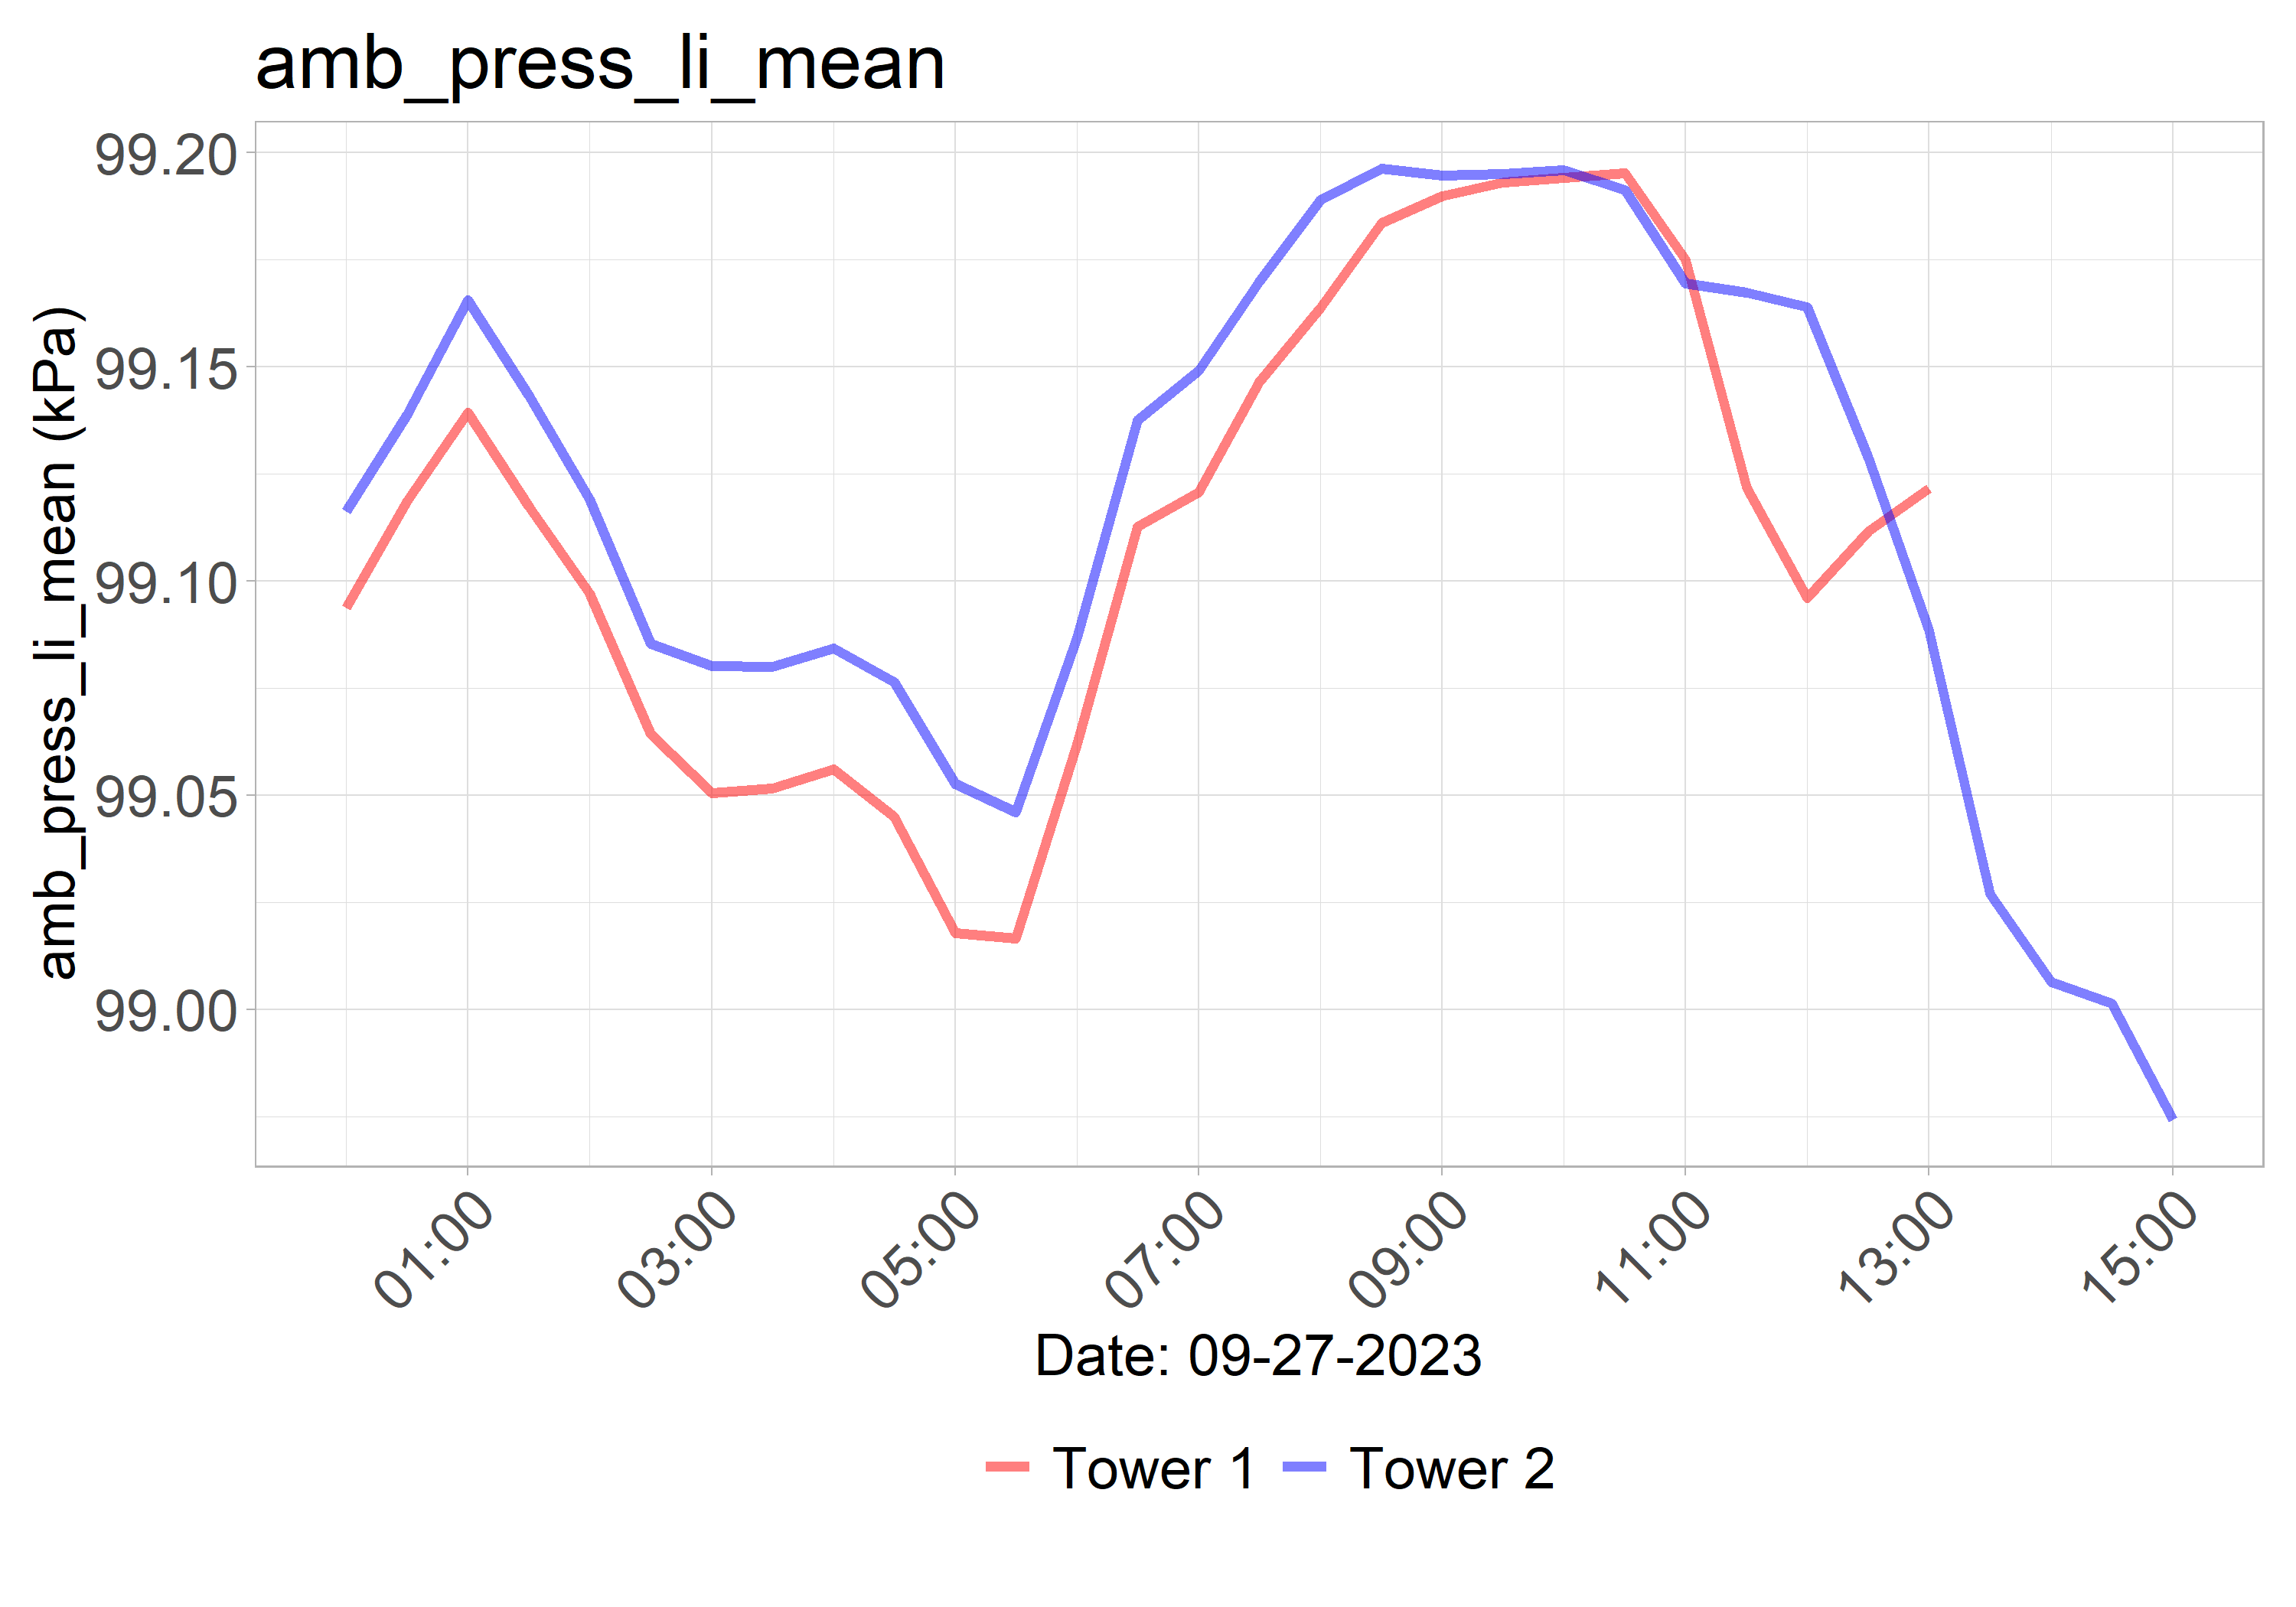 amb_press_li_mean
amb_press_li_mean (kPa)
99.20
99.15
99.10
99.05
99.00
01:00
03:00
05:00
07:00
09:00
11:00
13:00
15:00
Date: 09-27-2023
Tower 1
Tower 2